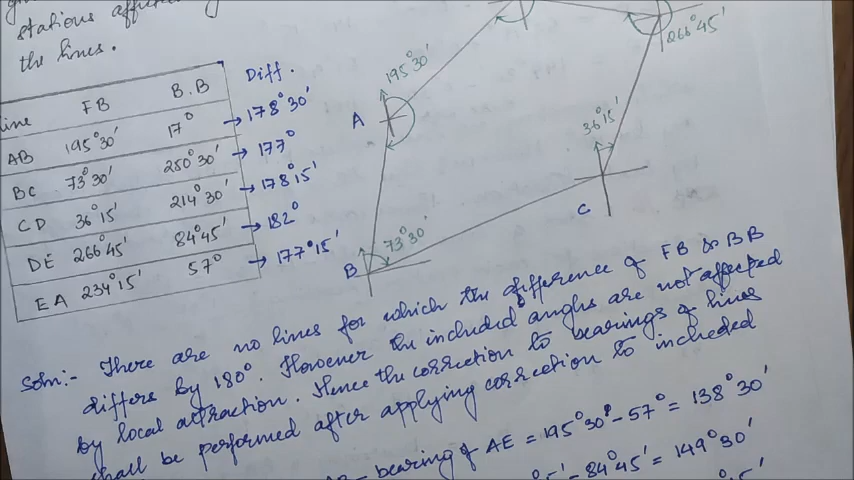 stations
the lines.
Diff.
FB B.B
AB 195°30' 17° → 178°30'
BC 73°30' 250°30' → 177°
CD 36°15' 214°30' → 178°15'
DE 266°45' 84°45' → 182°
EA 234°15' 57° → 177°15'
195°30'
A
266°45'
36°15'
C
B 73°30'
Soln:- There are no lines for which the difference of FB & BB
differs by 180°. However the included angles are not affected
by local attraction. Hence the correction to bearings of lines
shall be performed after applying correction to included
bearing of AE = 195°30' - 57° = 138°30'
- 84°45' = 149°30'